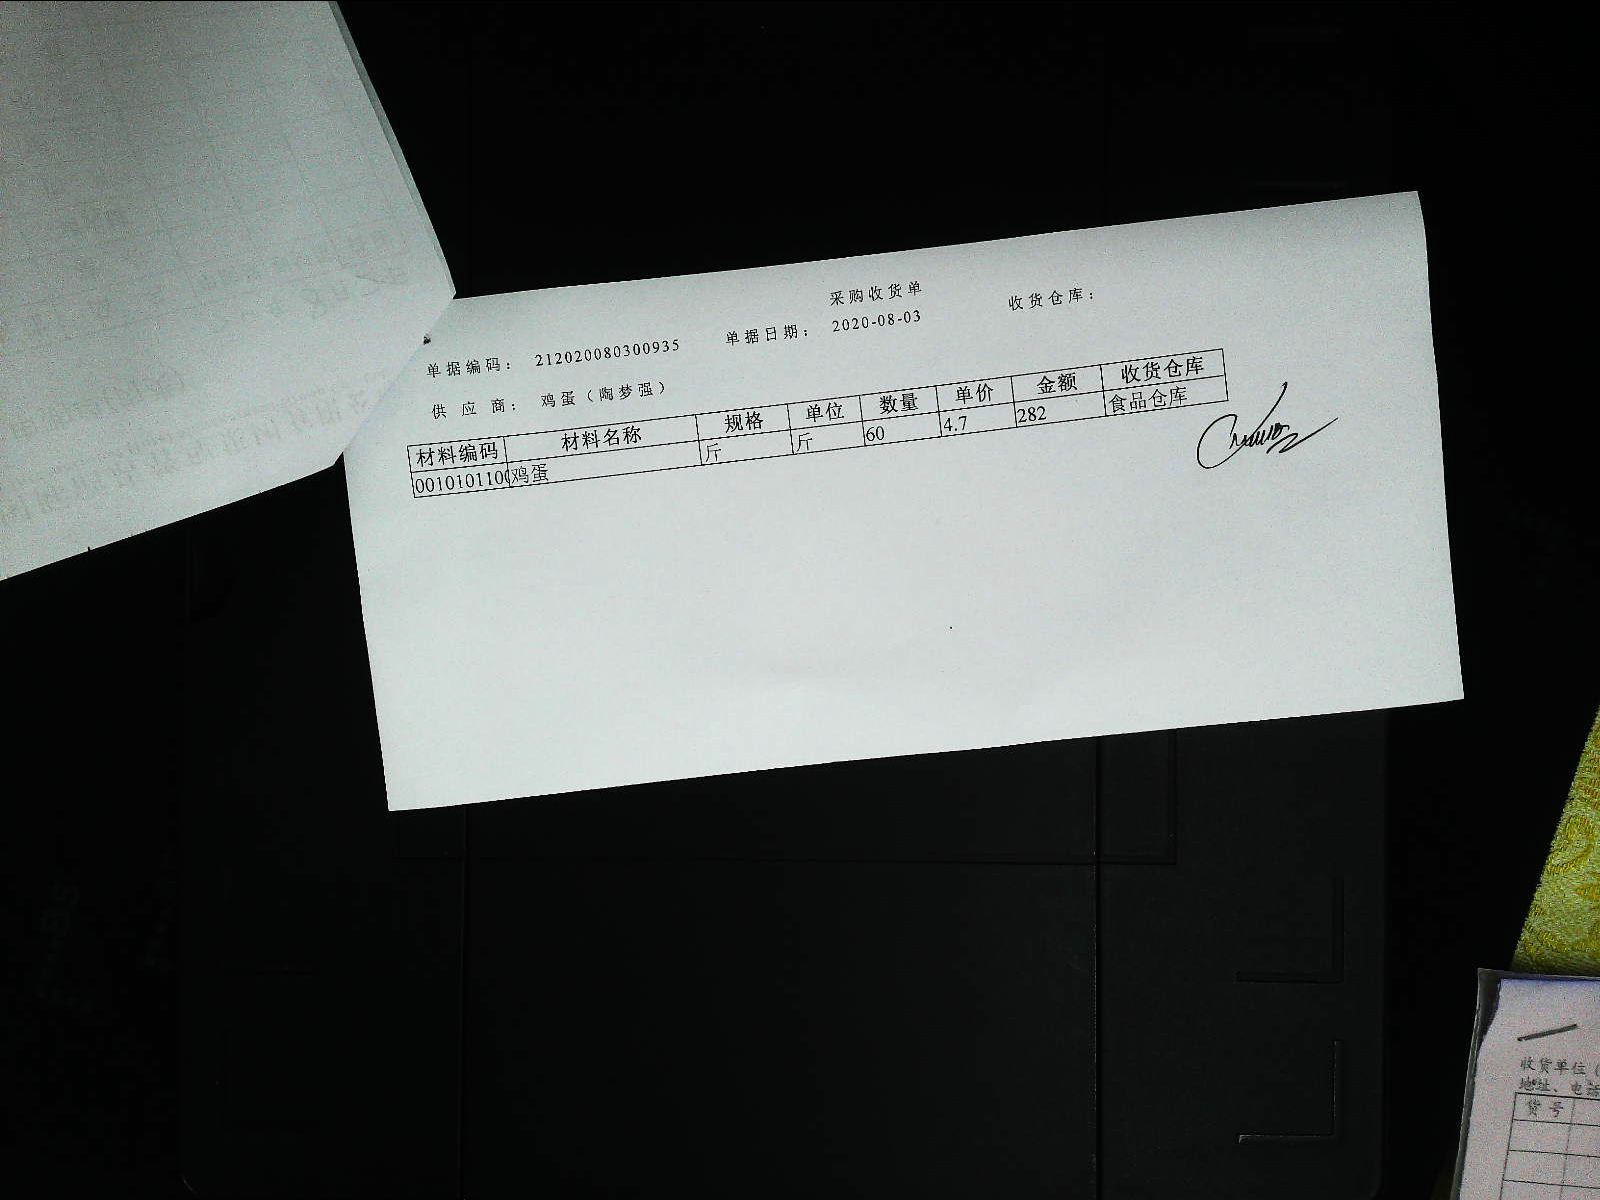 采购收货单
单据编码： 212020080300935 单据日期： 2020-08-03 收货仓库：
供 应 商： 鸡蛋（陶梦强）
材料编码 材料名称 规格 单位 数量 单价 金额 收货仓库
0010101100 鸡蛋 斤 斤 60 4.7 282 食品仓库
收货单位（
地址、电话
货号